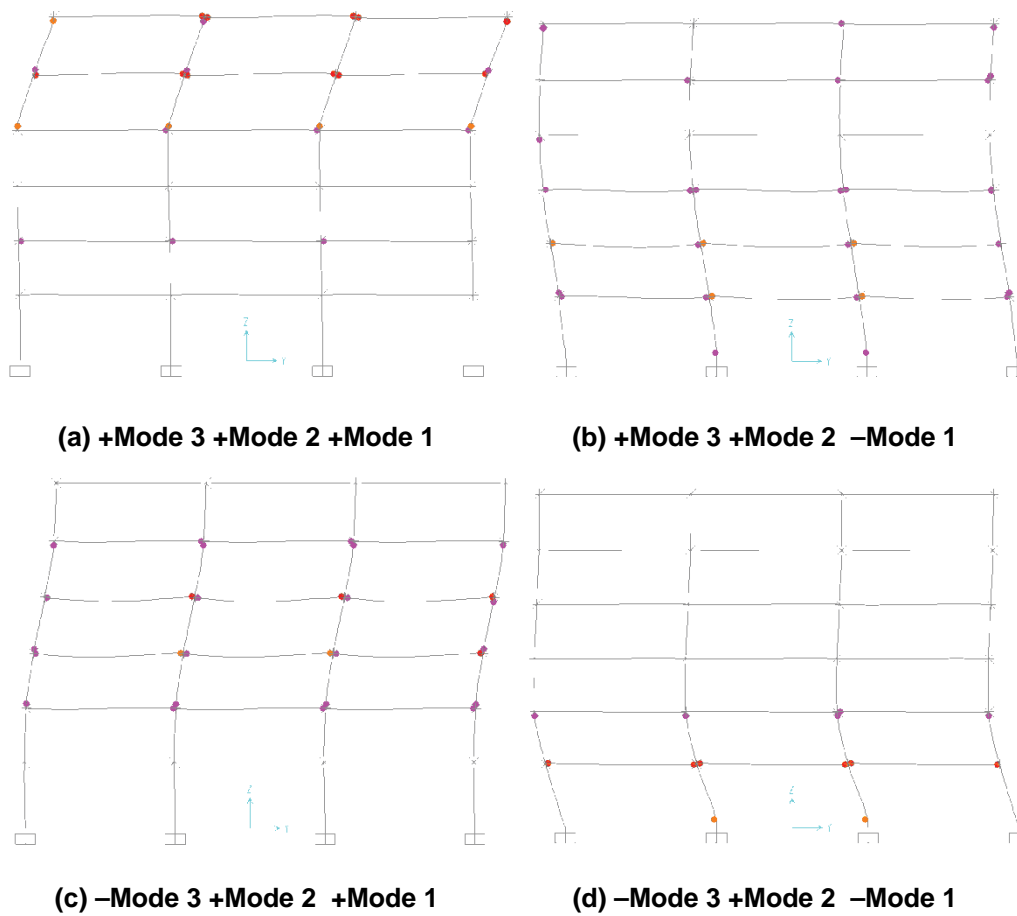 Z
Y
Z
Y
(a) +Mode 3 +Mode 2 +Mode 1
(b) +Mode 3 +Mode 2 –Mode 1
Z
Y
Z
Y
(c) –Mode 3 +Mode 2 +Mode 1
(d) –Mode 3 +Mode 2 –Mode 1